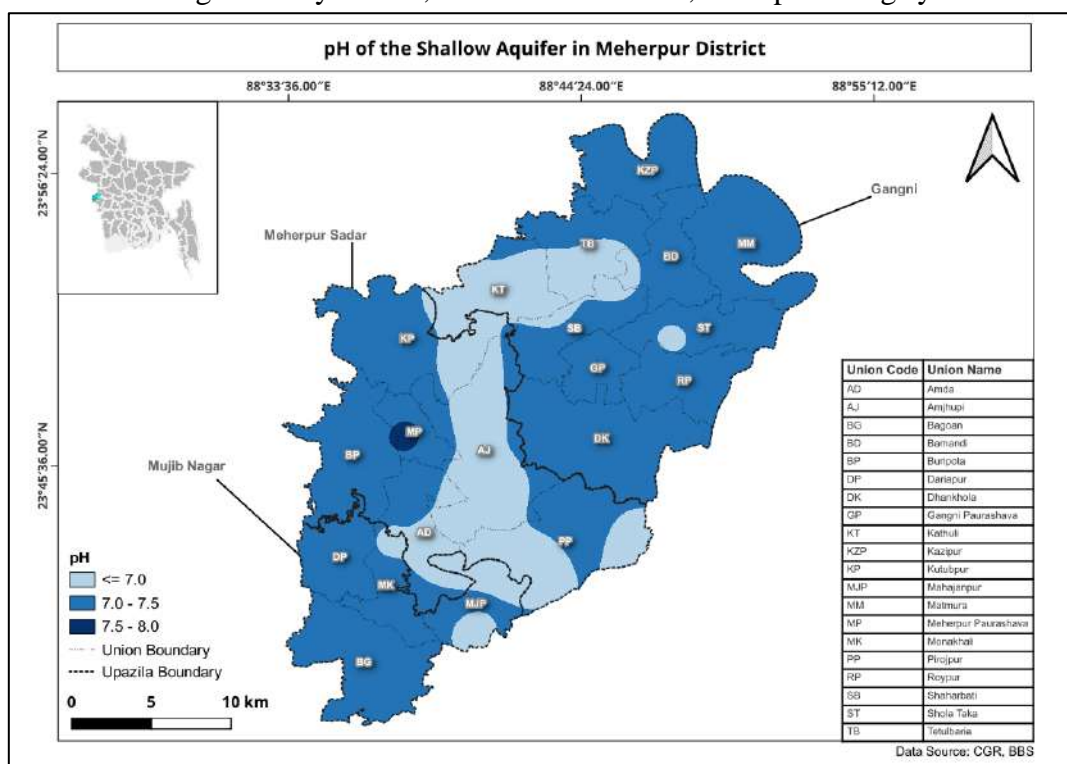 pH of the Shallow Aquifer in Meherpur District
88°33′36.00″E 88°44′24.00″E 88°55′12.00″E
23°56′24.00″N
23°45′36.00″N
Gangni
Meherpur Sadar
Mujib Nagar
KZP
TB
BD
MM
KT
SB
ST
KP
GP
RP
MP
DK
BP
AJ
AD
PP
DP
MK
MJP
BG
pH
<= 7.0
7.0 - 7.5
7.5 - 8.0
Union Boundary
Upazila Boundary
0 5 10 km
Union Code Union Name
AD Amda
AJ Amjhupi
BG Bagoan
BD Bamandi
BP Buripota
DP Dariapur
DK Dhankhola
GP Gangni Paurashava
KT Kathuli
KZP Kazipur
KP Kutubpur
MJP Mahajanpur
MM Matmura
MP Meherpur Paurashava
MK Monakhali
PP Pirojpur
RP Roypur
SB Shaharbati
ST Shola Taka
TB Tetulbaria
Data Source: CGR, BBS